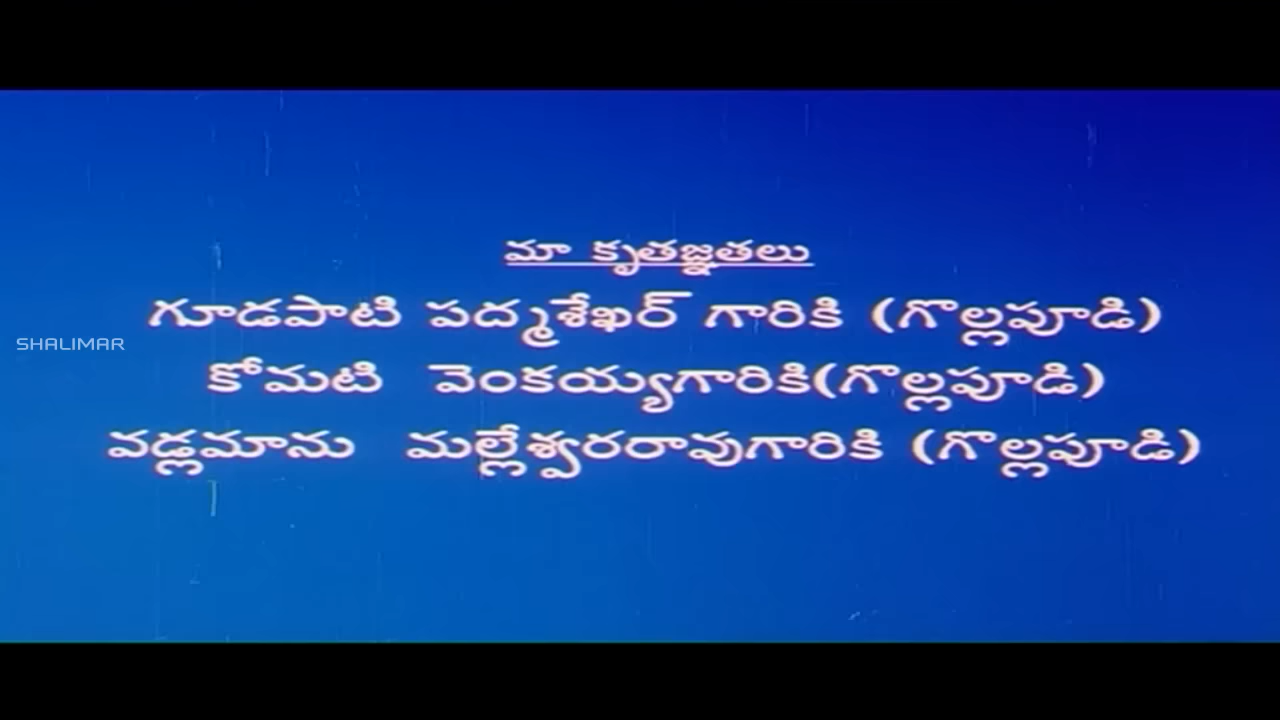 మా కృతజ్ఞతలు
గూడపాటి పద్మశేఖర్ గారికి (గొల్లపూడి)
SHALIMAR
కోమటి వెంకయ్యగారికి(గొల్లపూడి)
వడ్లమాను మల్లేశ్వరరావుగారికి (గొల్లపూడి)